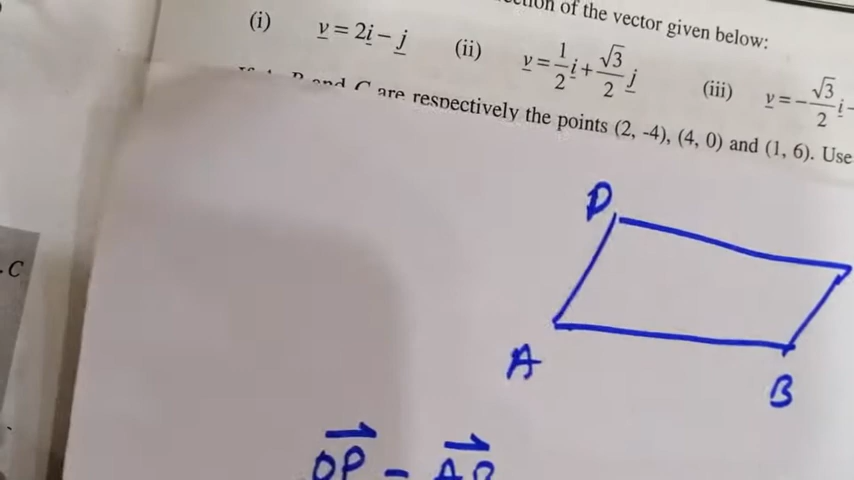 of the vector given below:
(i) v = 2i − j (ii) v = 1/2 i + √3/2 j (iii) v = − √3/2 i −
B and C are respectively the points (2, -4), (4, 0) and (1, 6). Use
D
C
A
B